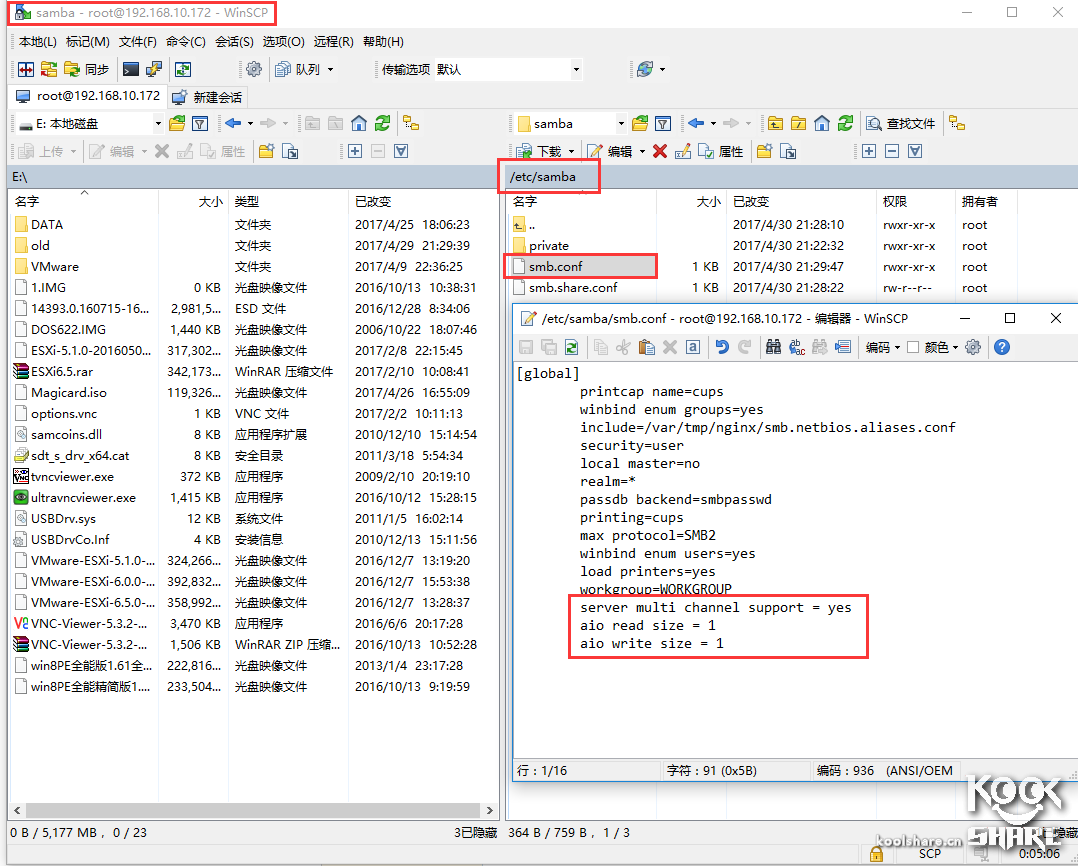 samba - root@192.168.10.172 - WinSCP
本地(L) 标记(M) 文件(F) 命令(C) 会话(S) 选项(O) 远程(R) 帮助(H)
同步 队列 传输选项 默认
root@192.168.10.172 新建会话
E: 本地磁盘 samba 查找文件
上传 编辑 属性 下载 编辑 属性
E:\ /etc/samba
名字 大小 类型 已改变
DATA 文件夹 2017/4/25 18:06:23
old 文件夹 2017/4/29 21:29:39
VMware 文件夹 2017/4/9 22:36:25
1.IMG 0 KB 光盘映像文件 2016/10/13 10:38:31
14393.0.160715-16... 2,981,5... ESD 文件 2016/12/28 8:34:06
DOS622.IMG 1,440 KB 光盘映像文件 2006/10/22 18:07:46
ESXi-5.1.0-2016050... 317,302... 光盘映像文件 2017/2/8 22:15:45
ESXi6.5.rar 342,173... WinRAR 压缩文件 2017/2/10 10:08:41
Magicard.iso 119,326... 光盘映像文件 2017/4/26 16:55:09
options.vnc 1 KB VNC 文件 2017/2/2 10:11:13
samcoins.dll 8 KB 应用程序扩展 2010/12/10 15:14:54
sdt_s_drv_x64.cat 8 KB 安全目录 2011/3/18 5:54:34
tvncviewer.exe 372 KB 应用程序 2009/2/10 20:19:10
ultravncviewer.exe 1,415 KB 应用程序 2016/10/12 15:28:15
USBDrv.sys 12 KB 系统文件 2011/1/5 16:02:14
USBDrvCo.Inf 4 KB 安装信息 2010/12/13 15:11:56
VMware-ESXi-5.1.0-... 324,266... 光盘映像文件 2016/12/7 13:19:20
VMware-ESXi-6.0.0-... 392,832... 光盘映像文件 2016/12/7 15:53:38
VMware-ESXi-6.5.0-... 358,992... 光盘映像文件 2016/12/7 13:28:37
VNC-Viewer-5.3.2-... 3,470 KB 应用程序 2016/6/6 20:17:28
VNC-Viewer-5.3.2-... 1,506 KB WinRAR ZIP 压缩... 2016/10/13 10:52:28
win8PE全能版1.61全... 222,816... 光盘映像文件 2013/1/4 23:17:28
win8PE全能精简版1.... 233,504... 光盘映像文件 2016/10/13 9:19:59
0 B / 5,177 MB， 0 / 23 3已隐藏
名字 大小 已改变 权限 拥有者
.. 2017/4/30 21:28:10 rwxr-xr-x root
private 2017/4/30 21:22:32 rwxr-xr-x root
smb.conf 1 KB 2017/4/30 21:29:47 rwxr-xr-x root
smb.share.conf 1 KB 2017/4/30 21:28:22 rw-r--r-- root
/etc/samba/smb.conf - root@192.168.10.172 - 编辑器 - WinSCP
编码 颜色
[global]
printcap name=cups
winbind enum groups=yes
include=/var/tmp/nginx/smb.netbios.aliases.conf
security=user
local master=no
realm=*
passdb backend=smbpasswd
printing=cups
max protocol=SMB2
winbind enum users=yes
load printers=yes
workgroup=WORKGROUP
server multi channel support = yes
aio read size = 1
aio write size = 1
行：1/16 字符：91 (0x5B) 编码：936 (ANSI/OEM
364 B / 759 B， 1 / 3
KOOL SHARE
koolshare.cn
SCP 0:05:06